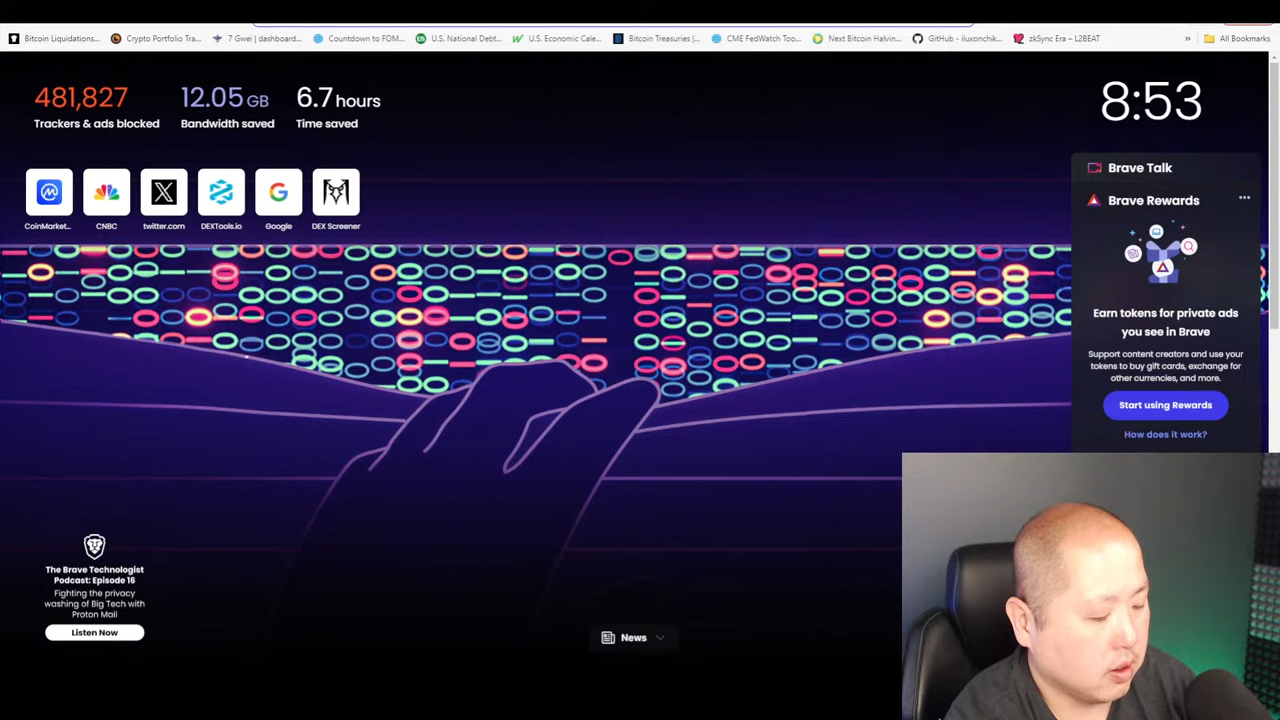 Bitcoin Liquidations...
Crypto Portfolio Tra...
7 Gwei | dashboard...
Countdown to FOM...
U.S. National Debt...
U.S. Economic Cale...
Bitcoin Treasuries |...
CME FedWatch Too...
Next Bitcoin Halvin...
GitHub - iluxonchik...
zkSync Era – L2BEAT
»
All Bookmarks
481,827
Trackers & ads blocked
12.05 GB
Bandwidth saved
6.7 hours
Time saved
8:53
CoinMarket...
CNBC
twitter.com
DEXTools.io
Google
DEX Screener
Brave Talk
Brave Rewards
Earn tokens for private ads
you see in Brave
Support content creators and use your
tokens to buy gift cards, exchange for
other currencies, and more.
Start using Rewards
How does it work?
The Brave Technologist
Podcast: Episode 16
Fighting the privacy
washing of Big Tech with
Proton Mail
Listen Now
News